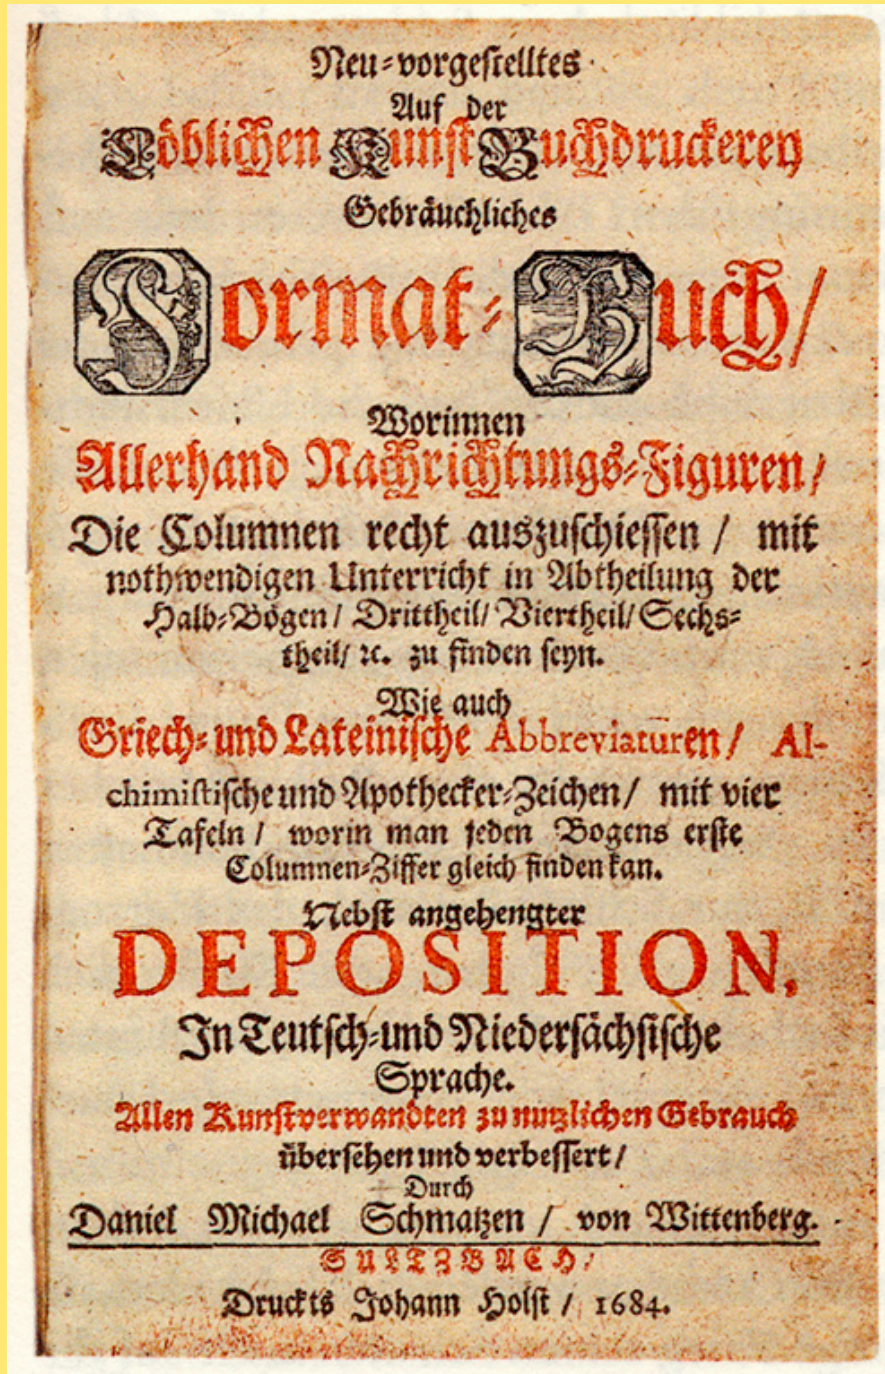 Neu-vorgestelltes
Auf der
Löblichen Kunst Buchdruckerey
Gebräuchliches
Format-Buch/
Worinnen
Allerhand Nachrichtungs-Figuren/
Die Columnen recht auszuschiessen / mit
nothwendigen Unterricht in Abtheilung der
Halb-Bögen / Drittheil/ Viertheil/ Sechs-
theil/ ꝛc. zu finden seyn.
Wie auch
Griech- und Lateinische Abbreviaturen / Al-
chimistische und Apothecker-Zeichen / mit vier
Tafeln / worin man jeden Bogens erste
Columnen-Ziffer gleich finden kan.
Nebst angehengter
DEPOSITION,
In Teutsch- und Niedersächsische
Sprache.
Allen Kunstverwandten zu nutzlichen Gebrauch
übersehen und verbessert /
Durch
Daniel Michael Schmatzen / von Wittenberg.
SULTZBACH/
Druckts Johann Holst / 1684.